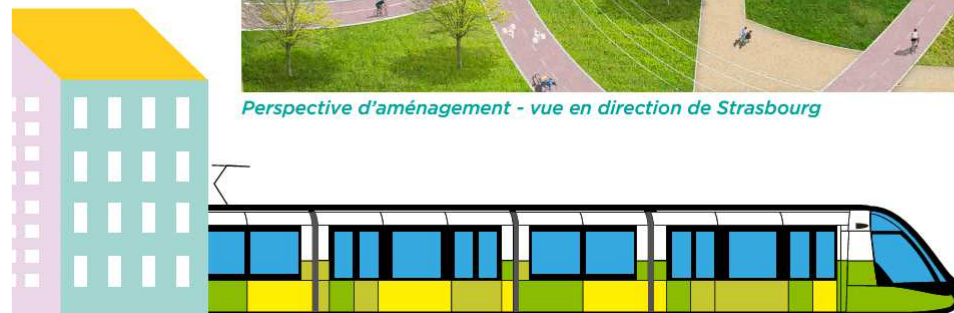 Perspective d'aménagement - vue en direction de Strasbourg